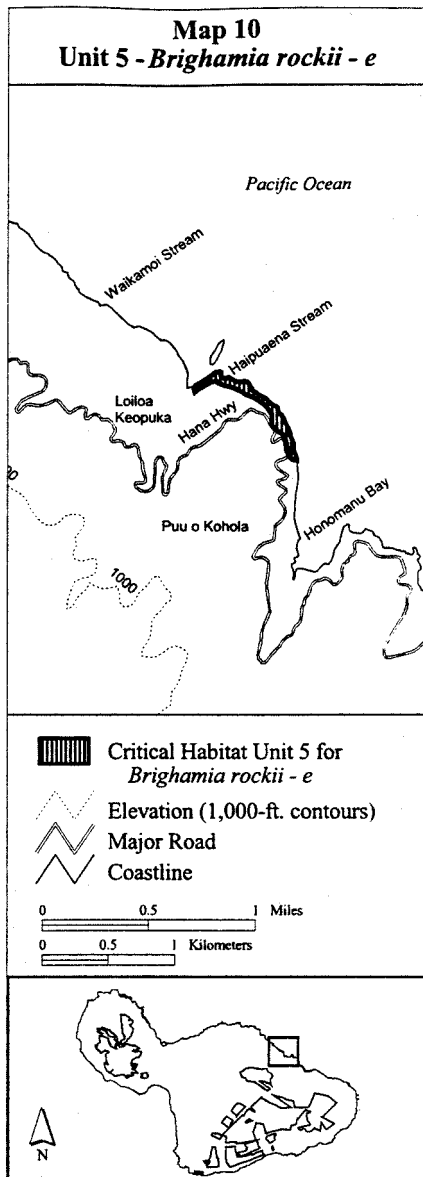 Map 10
Unit 5 - Brighamia rockii - e
Pacific Ocean
Waikamoi Stream
Haipuaena Stream
Loiloa
Keopuka
Hana Hwy
Puu o Kohola
Honomanu Bay
1000
Critical Habitat Unit 5 for
Brighamia rockii - e
Elevation (1,000-ft. contours)
Major Road
Coastline
0 0.5 1 Miles
0 0.5 1 Kilometers
N